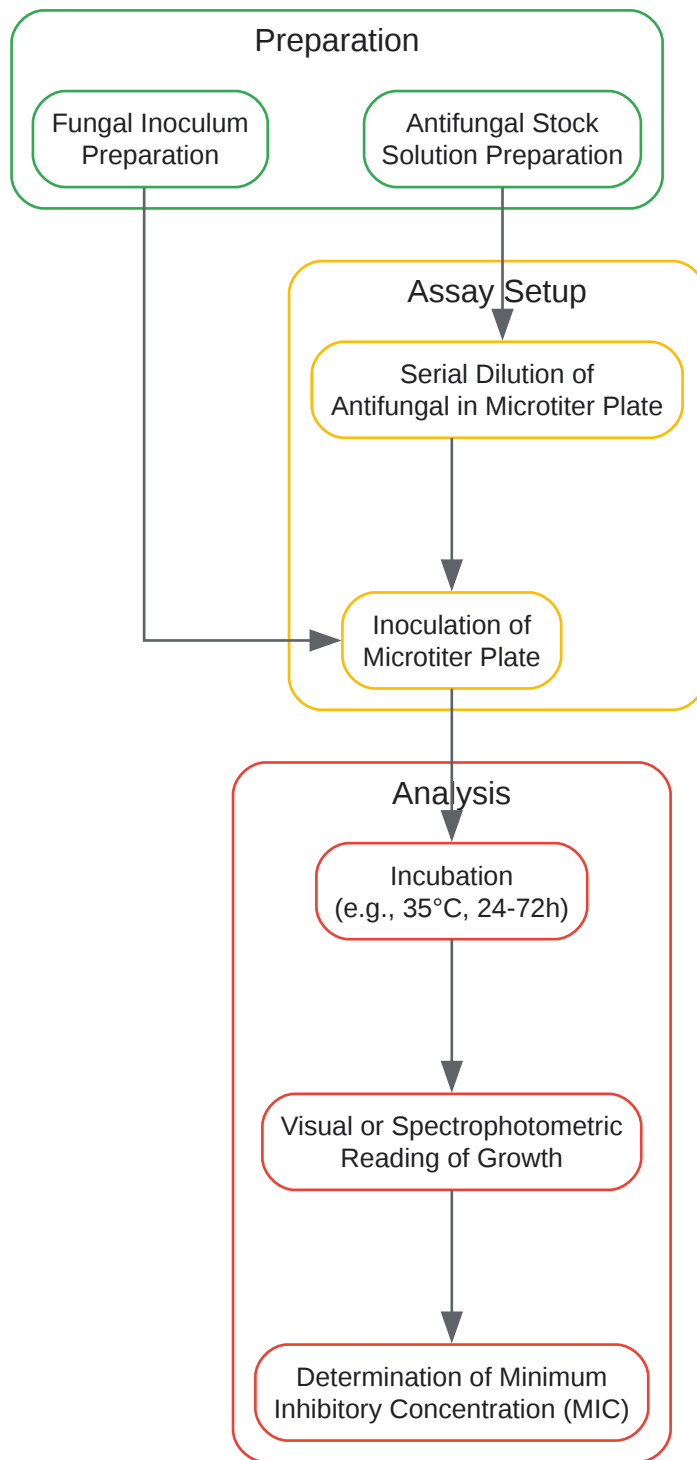 Preparation
Fungal Inoculum
Preparation
Antifungal Stock
Solution Preparation
Assay Setup
Serial Dilution of
Antifungal in Microtiter Plate
Inoculation of
Microtiter Plate
Analysis
Incubation
(e.g., 35°C, 24-72h)
Visual or Spectrophotometric
Reading of Growth
Determination of Minimum
Inhibitory Concentration (MIC)